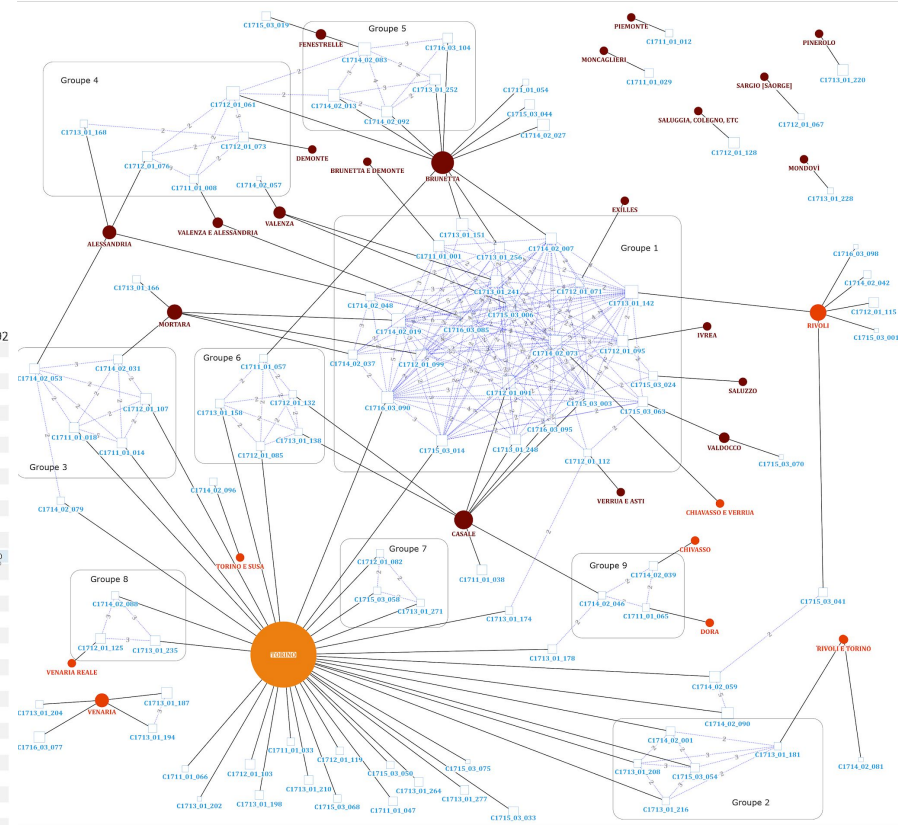 C1715_03_019
FENESTRELLE
Groupe 5
C1716_03_104
C1714_02_083
PIEMONTE
C1711_01_012
MONCAGLIERI
C1711_01_029
PINEROLO
C1713_01_220
SARGIO [SAORGE]
C1712_01_067
SALUGGIA, COLEGNO, ETC
C1712_01_128
MONDOVÌ
C1713_01_228
Groupe 4
C1712_01_061
C1714_02_013
C1713_01_252
C1714_02_092
C1711_01_054
C1715_03_044
C1714_02_027
C1713_01_168
C1712_01_073
C1712_01_076
C1711_01_008
DEMONTE
BRUNETTA E DEMONTE
BRUNETTA
C1714_02_057
VALENZA
VALENZA E ALESSANDRIA
ALESSANDRIA
EXILLES
Groupe 1
C1713_01_151
C1711_01_001
C1713_01_256
C1714_02_007
C1713_01_241
C1712_01_071
C1713_01_142
C1714_02_048
C1715_03_006
C1714_02_019
C1716_03_085
C1714_02_073
C1712_01_095
C1714_02_037
C1712_01_099
C1712_01_091
C1715_03_024
C1715_03_003
C1715_03_063
C1716_03_090
C1716_03_095
C1715_03_014
C1713_01_248
C1712_01_112
C1716_03_098
C1714_02_042
C1712_01_115
C1715_03_001
RIVOLI
IVREA
SALUZZO
VALDOCCO
C1715_03_070
VERRUA E ASTI
CHIAVASSO E VERRUA
C1713_01_166
MORTARA
02
C1714_02_053
C1714_02_031
C1712_01_107
C1711_01_018
C1711_01_014
Groupe 3
Groupe 6
C1711_01_057
C1712_01_132
C1713_01_158
C1713_01_138
C1712_01_085
C1714_02_079
C1714_02_096
TORINO E SUSA
CASALE
C1711_01_038
CHIVASSO
Groupe 7
C1712_01_082
C1715_03_058
C1713_01_271
Groupe 9
C1714_02_039
C1714_02_046
C1711_01_065
DORA
C1713_01_174
C1715_03_041
Groupe 8
C1714_02_088
C1712_01_125
C1713_01_235
VENARIA REALE
TORINO
C1713_01_178
RIVOLI E TORINO
C1714_02_059
C1714_02_090
VENARIA
C1713_01_187
C1713_01_204
C1713_01_194
C1716_03_077
C1711_01_066
C1712_01_103
C1711_01_033
C1712_01_119
C1713_01_202
C1713_01_198
C1713_01_210
C1715_03_068
C1715_03_050
C1713_01_264
C1711_01_047
C1715_03_075
C1713_01_277
C1715_03_033
C1714_02_001
C1713_01_181
C1713_01_208
C1715_03_054
C1713_01_216
Groupe 2
C1714_02_081